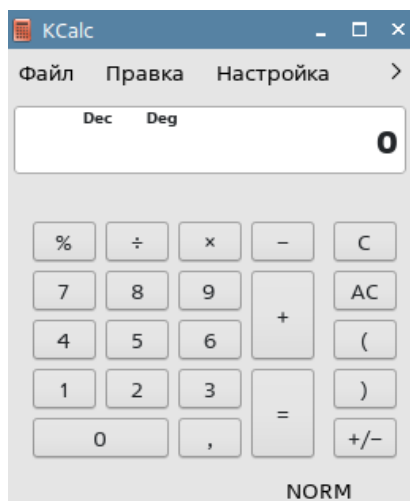 KCalc
Файл Правка Настройка >
Dec Deg
0
% ÷ × − C
7 8 9 + AC
4 5 6 (
1 2 3 = )
0 , +/−
NORM